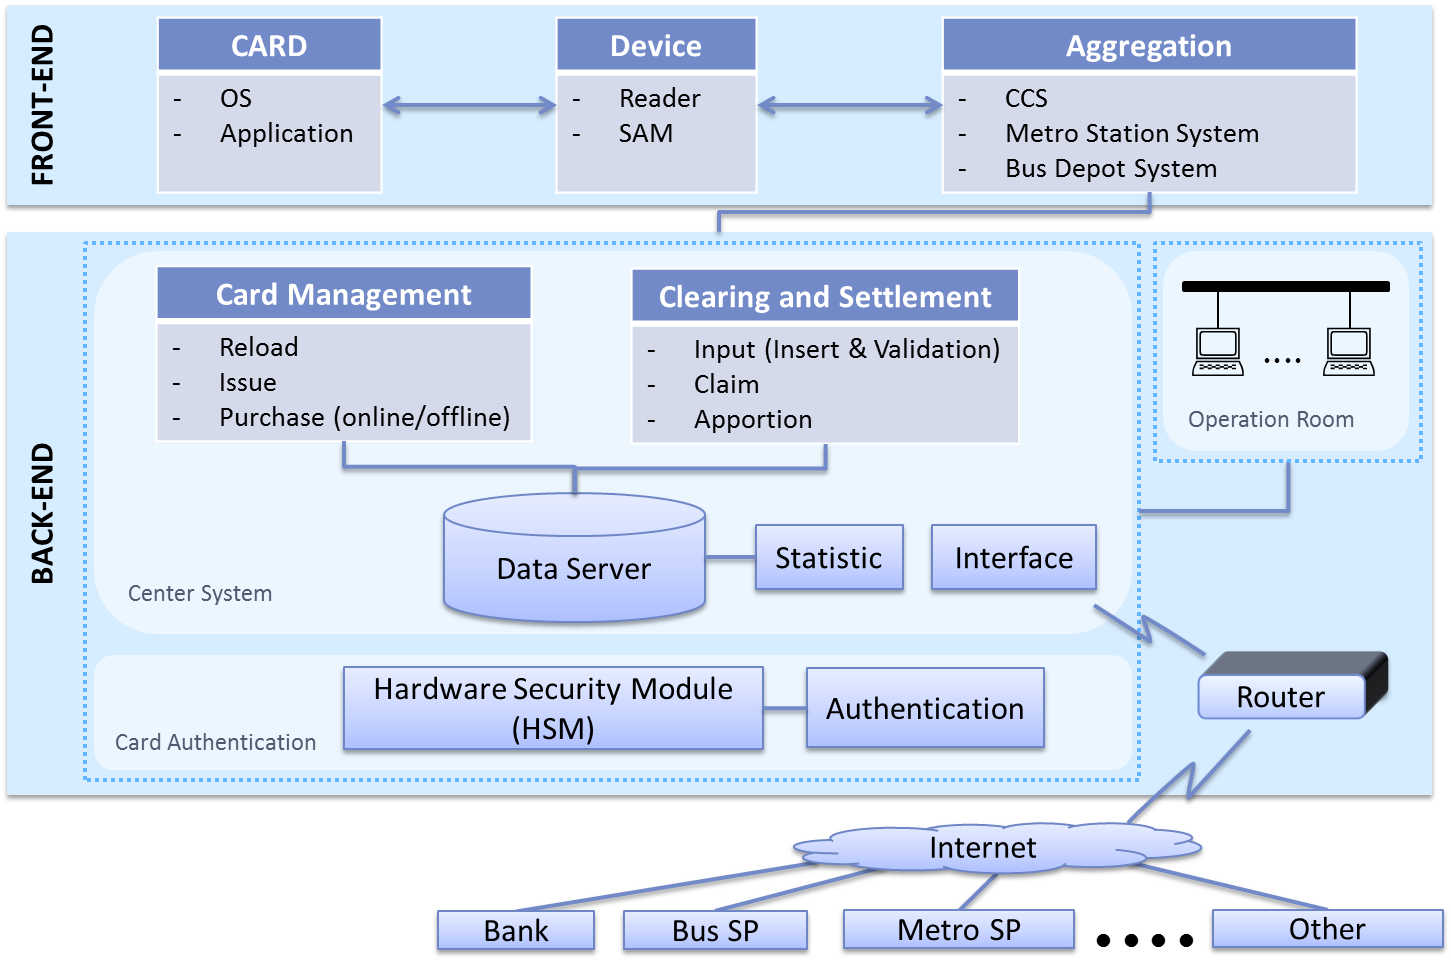 FRONT-END
CARD
- OS
- Application
Device
- Reader
- SAM
Aggregation
- CCS
- Metro Station System
- Bus Depot System
BACK-END
Card Management
- Reload
- Issue
- Purchase (online/offline)
Clearing and Settlement
- Input (Insert & Validation)
- Claim
- Apportion
Operation Room
Data Server
Statistic
Interface
Center System
Hardware Security Module
(HSM)
Authentication
Card Authentication
Router
Internet
Bank
Bus SP
Metro SP
Other